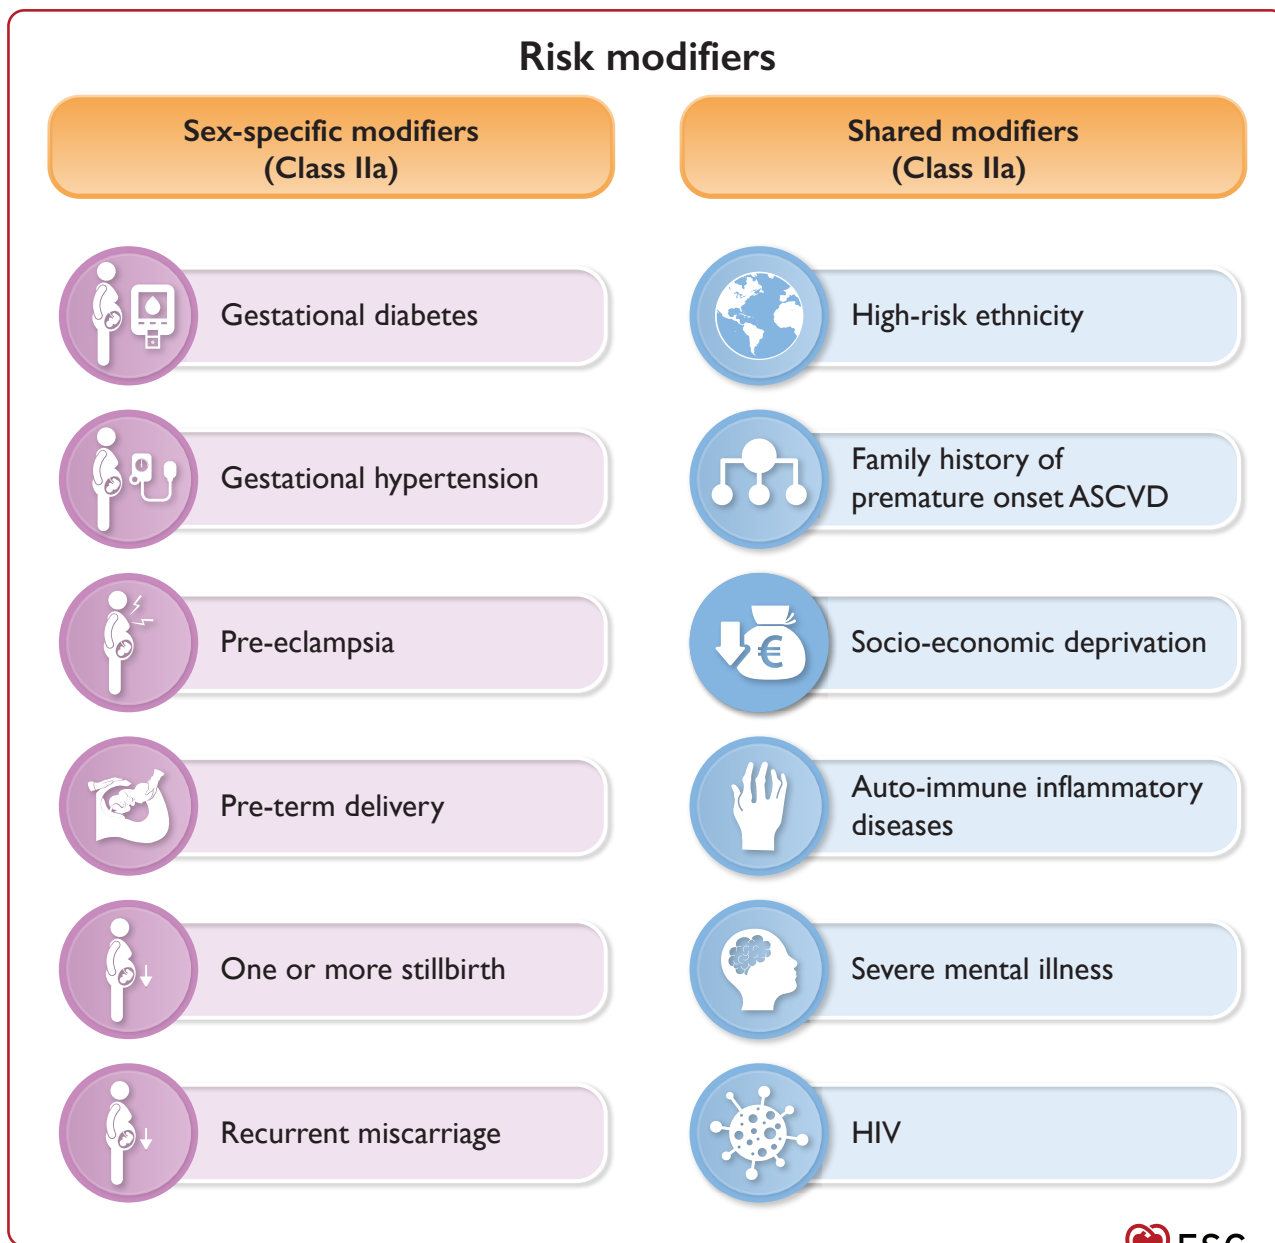 Risk modifiers
Sex-specific modifiers
(Class IIa)
Gestational diabetes
Gestational hypertension
Pre-eclampsia
Pre-term delivery
One or more stillbirth
Recurrent miscarriage
Shared modifiers
(Class IIa)
High-risk ethnicity
Family history of
premature onset ASCVD
€
Socio-economic deprivation
Auto-immune inflammatory
diseases
Severe mental illness
HIV
ESC